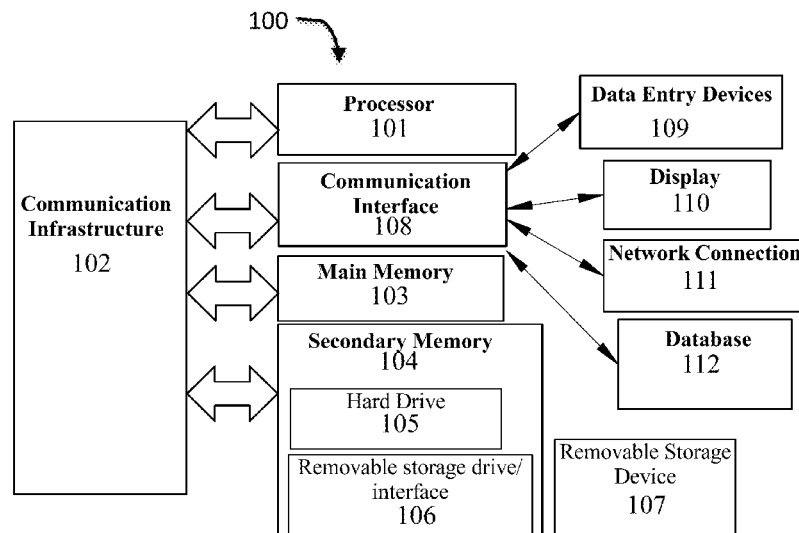 100
Processor
101
Data Entry Devices
109
Communication
Infrastructure
102
Communication
Interface
108
Display
110
Network Connection
111
Main Memory
103
Database
112
Secondary Memory
104
Hard Drive
105
Removable storage drive/
interface
106
Removable Storage
Device
107